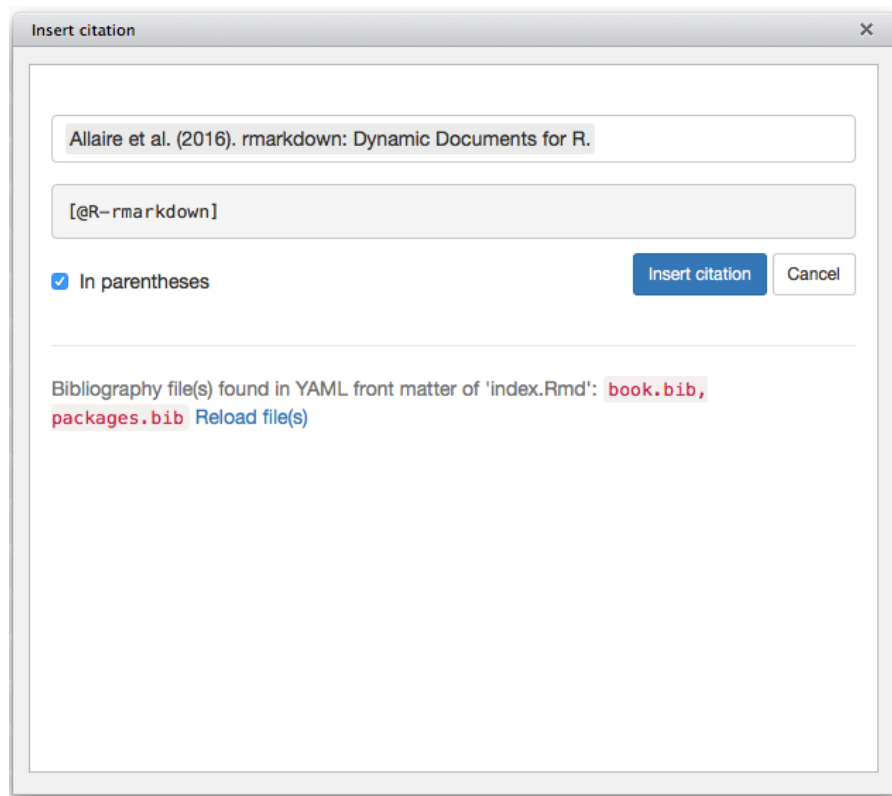 Insert citation
Allaire et al. (2016). rmarkdown: Dynamic Documents for R.
[@R-rmarkdown]
In parentheses
Insert citation
Cancel
Bibliography file(s) found in YAML front matter of 'index.Rmd': book.bib,
packages.bib Reload file(s)